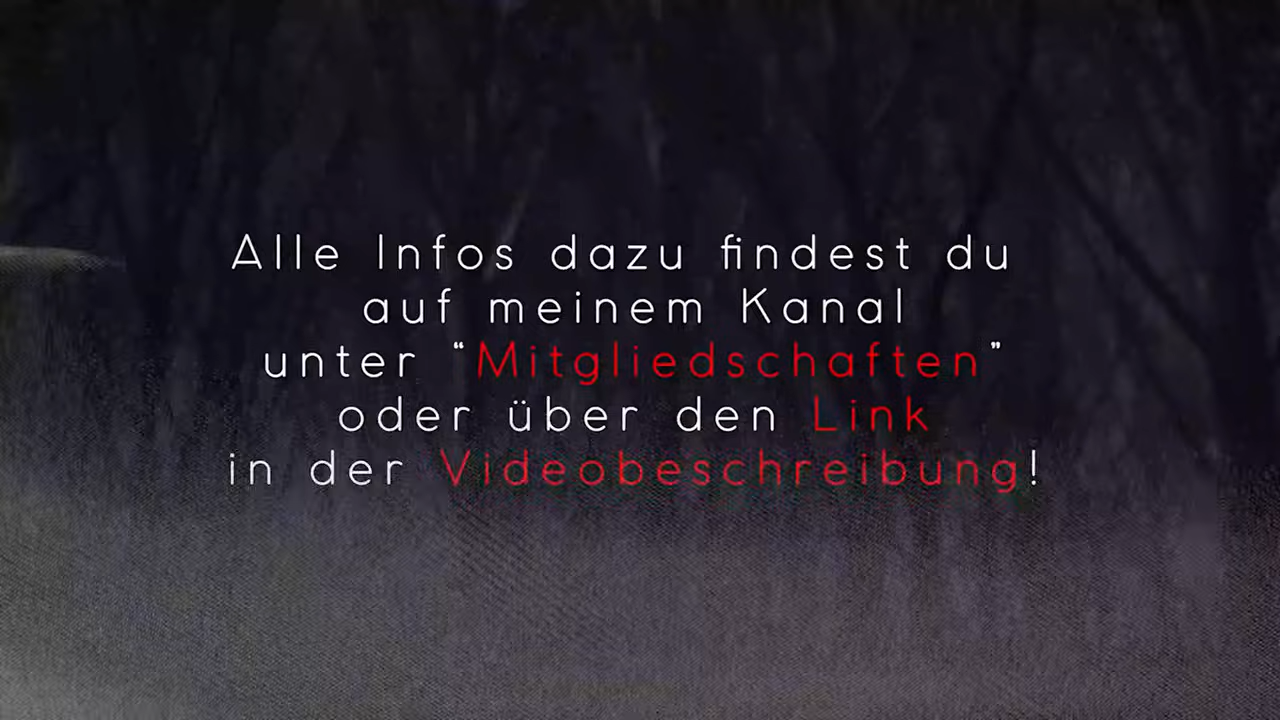 Alle Infos dazu findest du
auf meinem Kanal
unter “Mitgliedschaften”
oder über den Link
in der Videobeschreibung!